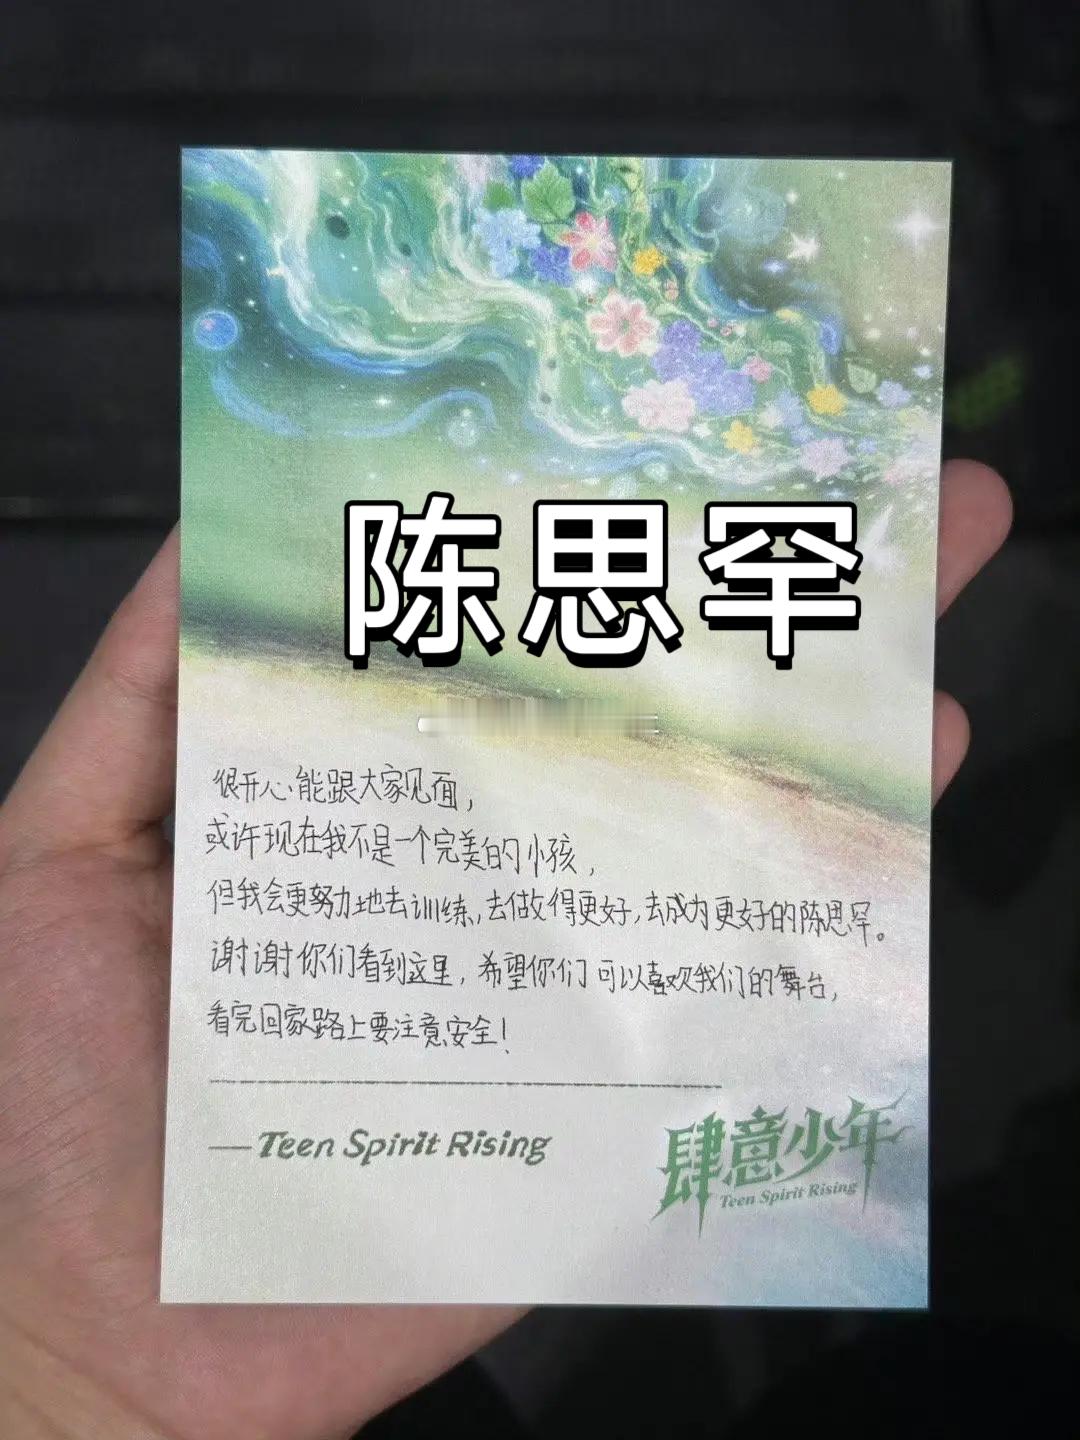 陈思罕
很开心能跟大家见面，
或许现在我不是一个完美的小孩，
但我会更努力地去训练，去做得更好，去成为更好的陈思罕。
谢谢你们看到这里，希望你们可以喜欢我们的舞台，
看完回家路上要注意安全！
—Teen Spirit Rising
肆意少年
Teen Spirit Rising